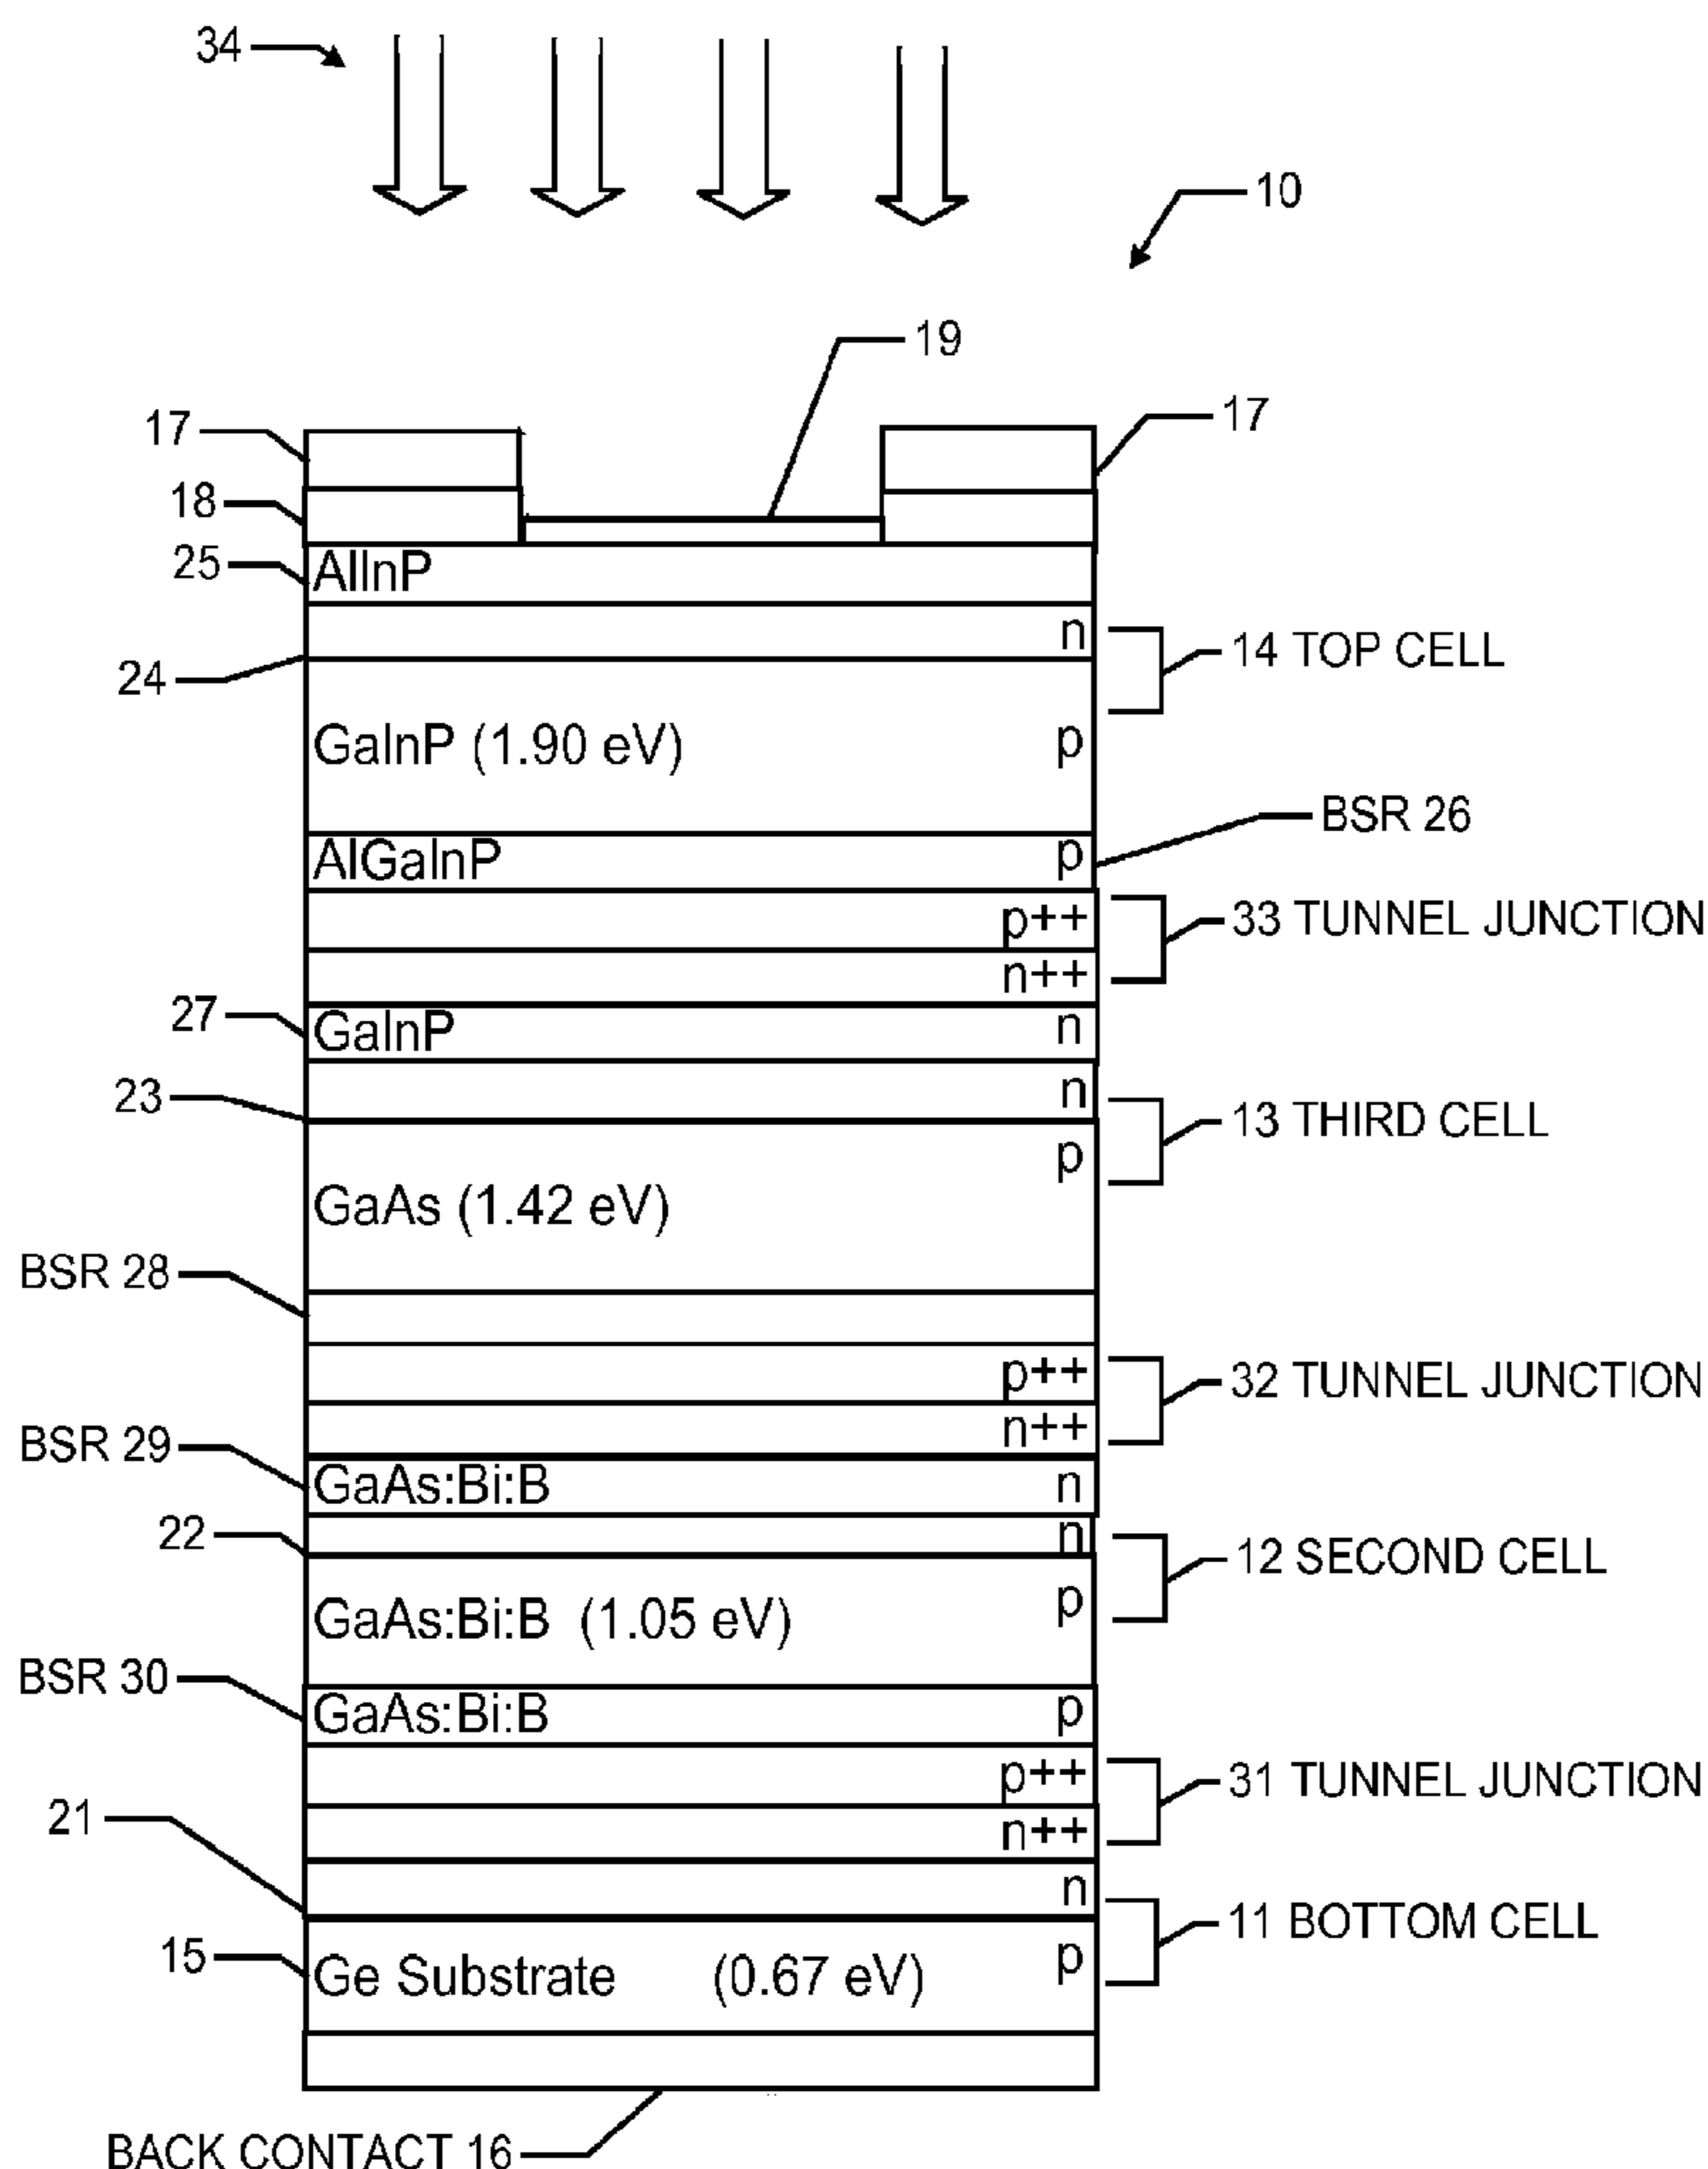 34
10
19
17
17
18
25
AlInP
n
14 TOP CELL
24
GaInP (1.90 eV) p
BSR 26
AlGaInP p
p++
33 TUNNEL JUNCTION
n++
27
GaInP n
n
23
13 THIRD CELL
p
GaAs (1.42 eV)
BSR 28
p++
32 TUNNEL JUNCTION
n++
BSR 29
GaAs:Bi:B n
22
n
12 SECOND CELL
GaAs:Bi:B (1.05 eV) p
BSR 30
GaAs:Bi:B p
p++
31 TUNNEL JUNCTION
21
n++
n
11 BOTTOM CELL
15
Ge Substrate (0.67 eV) p
BACK CONTACT 16